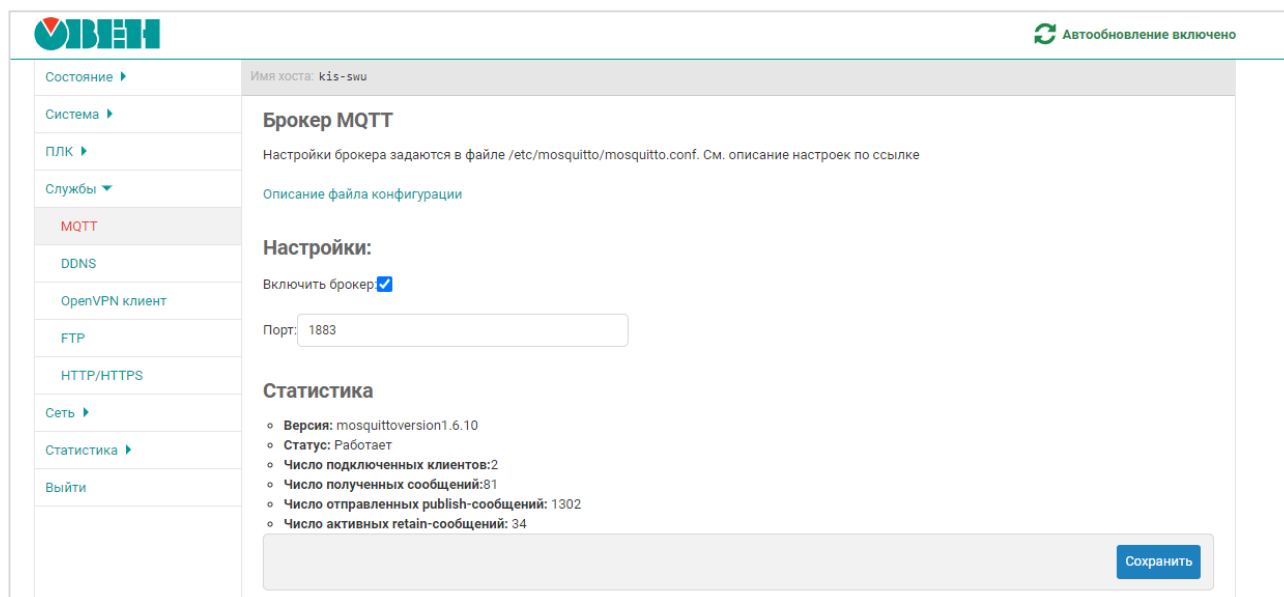 ОВЕН
Автообновление включено
Состояние
Имя хоста: kis-swu
Система
ПЛК
Службы
MQTT
DDNS
OpenVPN клиент
FTP
HTTP/HTTPS
Сеть
Статистика
Выйти
Брокер MQTT
Настройки брокера задаются в файле /etc/mosquitto/mosquitto.conf. См. описание настроек по ссылке
Описание файла конфигурации
Настройки:
Включить брокер:
Порт: 1883
Статистика
Версия: mosquittoversion1.6.10
Статус: Работает
Число подключенных клиентов:2
Число полученных сообщений:81
Число отправленных publish-сообщений: 1302
Число активных retain-сообщений: 34
Сохранить